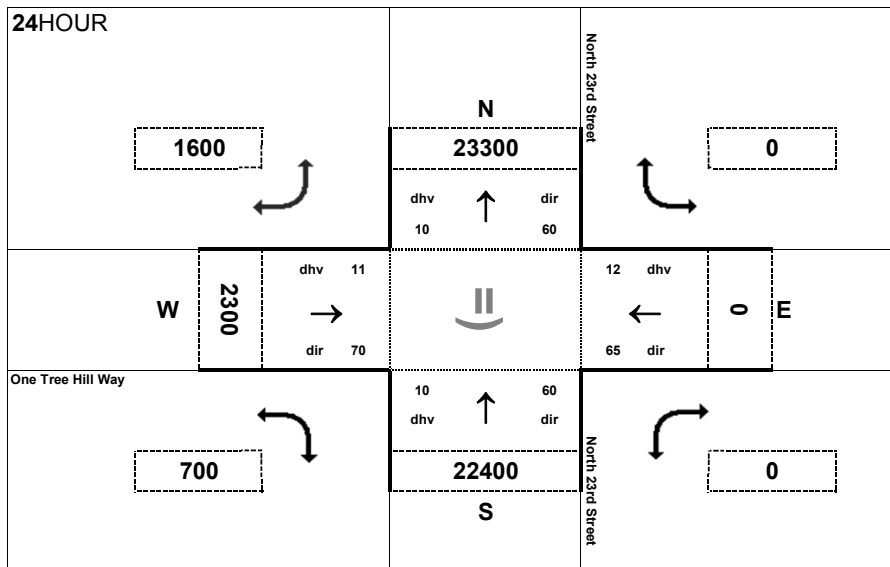 24HOUR
North 23rd Street
N
1600
23300
0
dhv
dir
10
60
dhv 11
12 dhv
W
2300
0
E
dir 70
65 dir
One Tree Hill Way
10
60
dhv
dir
North 23rd Street
700
22400
0
S